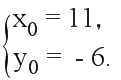 x₀ = 11,
y₀ = - 6.